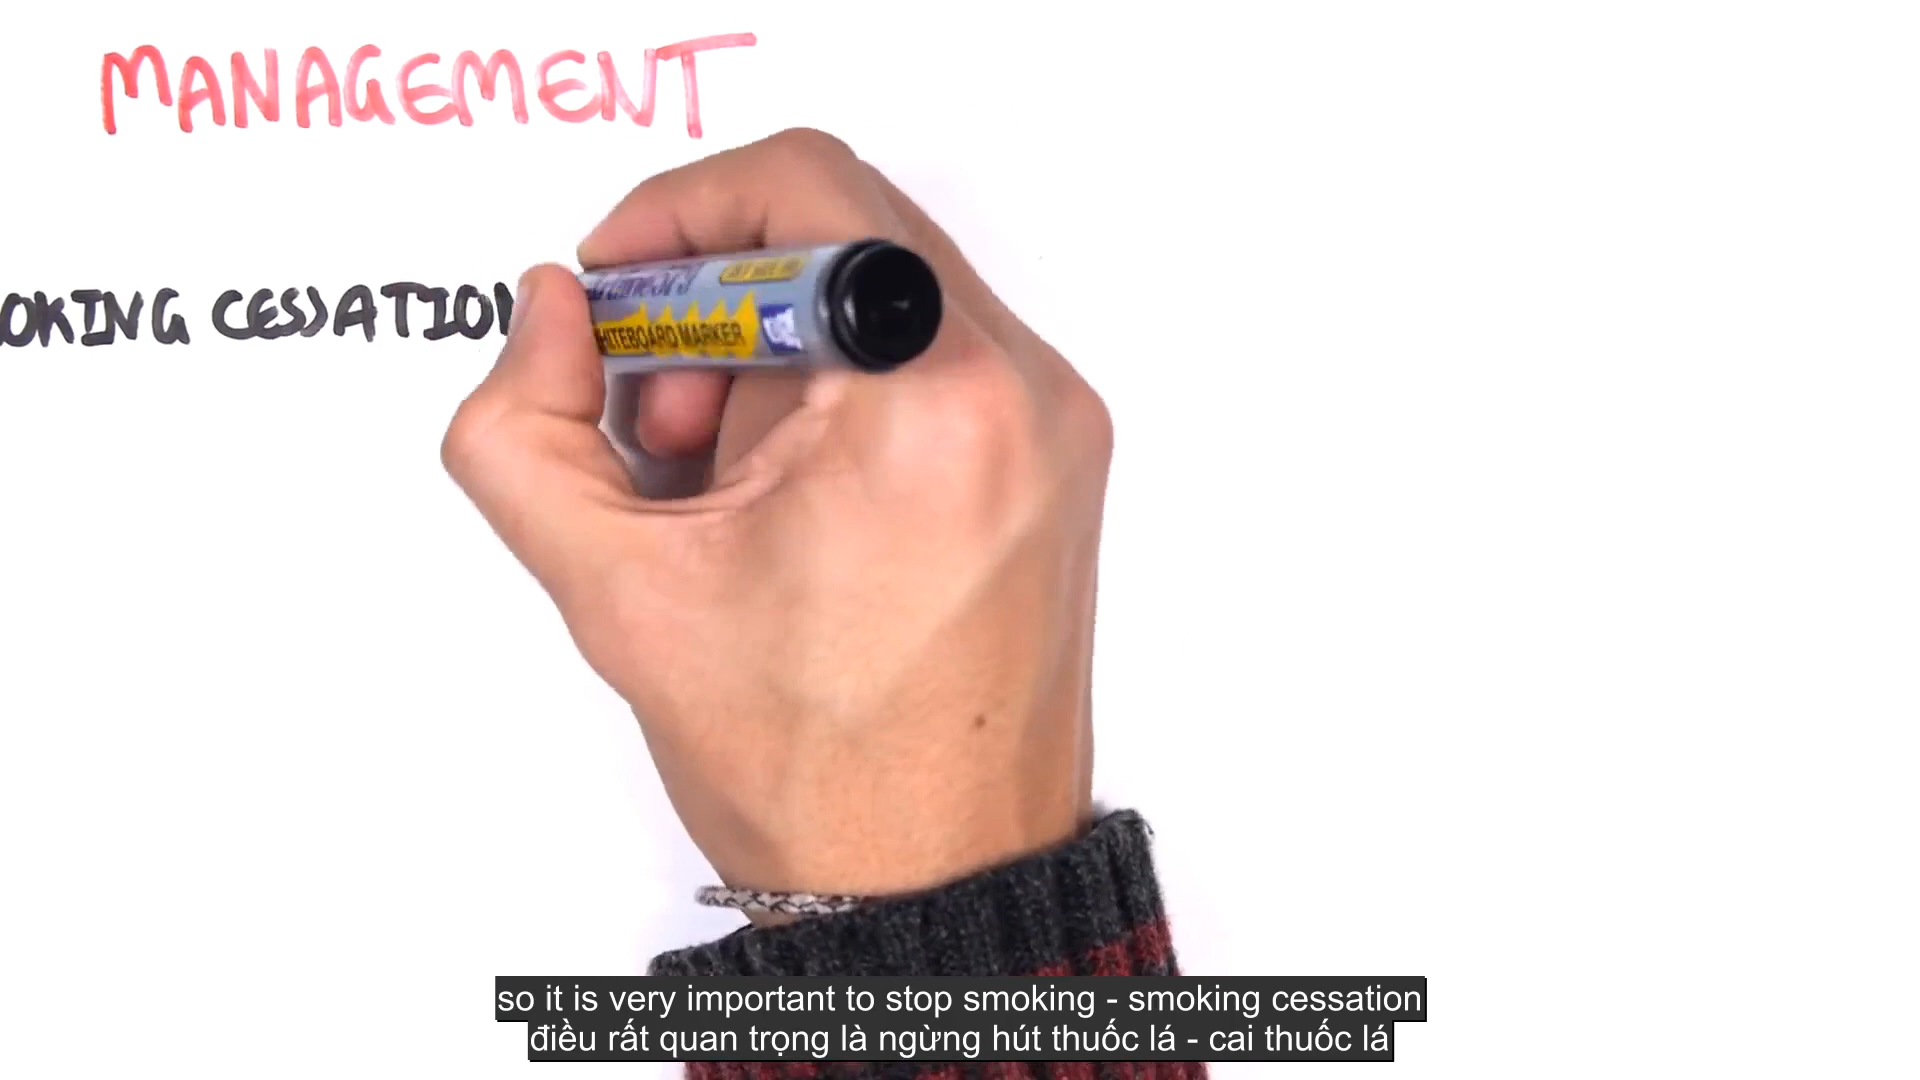 MANAGEMENT
OKING CESSATION
WHITEBOARD MARKER
so it is very important to stop smoking - smoking cessation
điều rất quan trọng là ngừng hút thuốc lá - cai thuốc lá